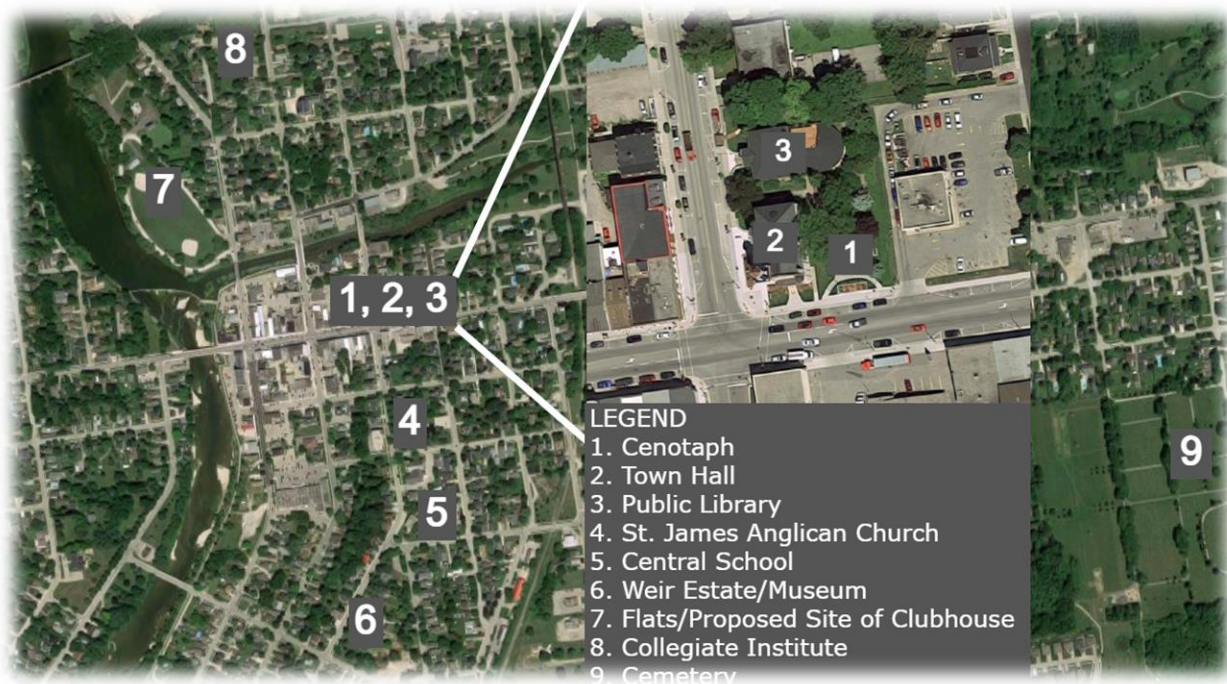 8
7
1, 2, 3
4
5
6
3
2
1
9
LEGEND
1. Cenotaph
2. Town Hall
3. Public Library
4. St. James Anglican Church
5. Central School
6. Weir Estate/Museum
7. Flats/Proposed Site of Clubhouse
8. Collegiate Institute
9. Cemetery